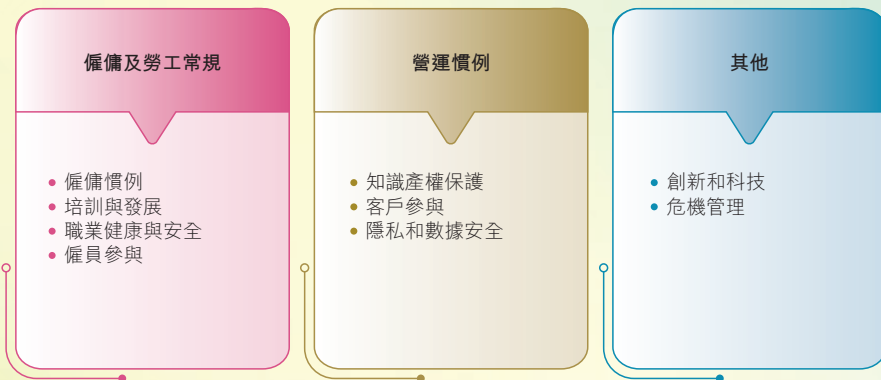 僱傭及勞工常規
• 僱傭慣例
• 培訓與發展
• 職業健康與安全
• 僱員參與
營運慣例
• 知識產權保護
• 客戶參與
• 隱私和數據安全
其他
• 創新和科技
• 危機管理